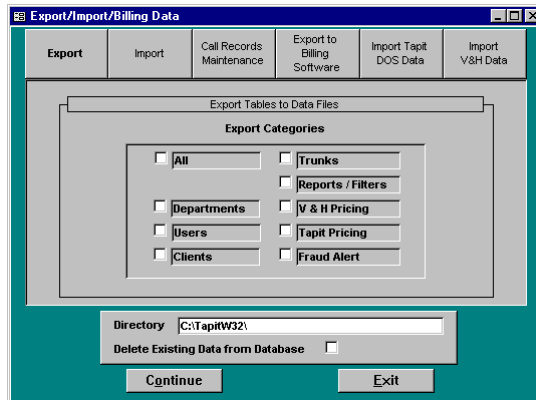 Export/Import/Billing Data
Export
Import
Call Records
Maintenance
Export to
Billing
Software
Import Tapit
DOS Data
Import
V&H Data
Export Tables to Data Files
Export Categories
All
Trunks
Reports / Filters
Departments
V & H Pricing
Users
Tapit Pricing
Clients
Fraud Alert
Directory C:\TapitW32\
Delete Existing Data from Database
Continue
Exit